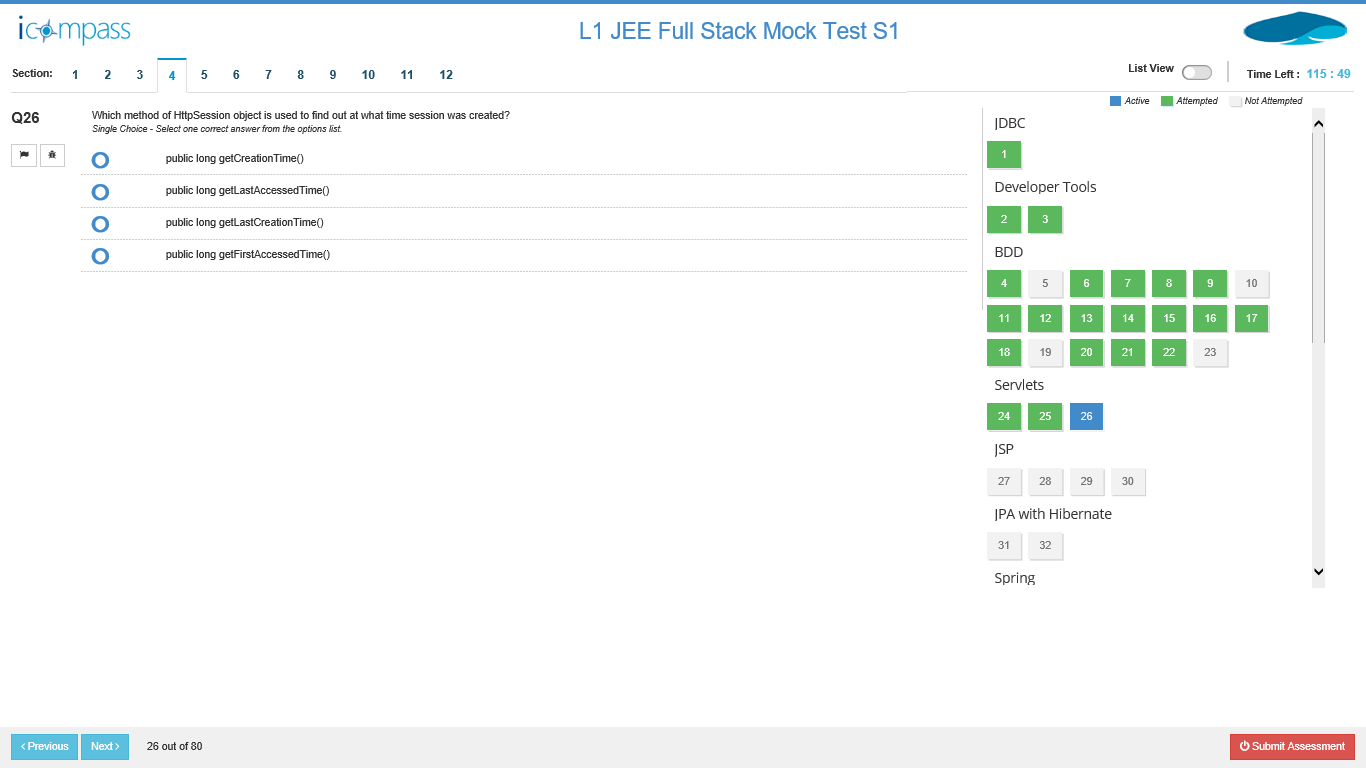 icompass
L1 JEE Full Stack Mock Test S1
Section: 1 2 3 4 5 6 7 8 9 10 11 12
List View
Time Left : 115 : 49
Active Attempted Not Attempted
Q26
Which method of HttpSession object is used to find out at what time session was created?
Single Choice - Select one correct answer from the options list.
public long getCreationTime()
public long getLastAccessedTime()
public long getLastCreationTime()
public long getFirstAccessedTime()
JDBC
1
Developer Tools
2 3
BDD
4 5 6 7 8 9 10
11 12 13 14 15 16 17
18 19 20 21 22 23
Servlets
24 25 26
JSP
27 28 29 30
JPA with Hibernate
31 32
Spring
Previous Next 26 out of 80
Submit Assessment